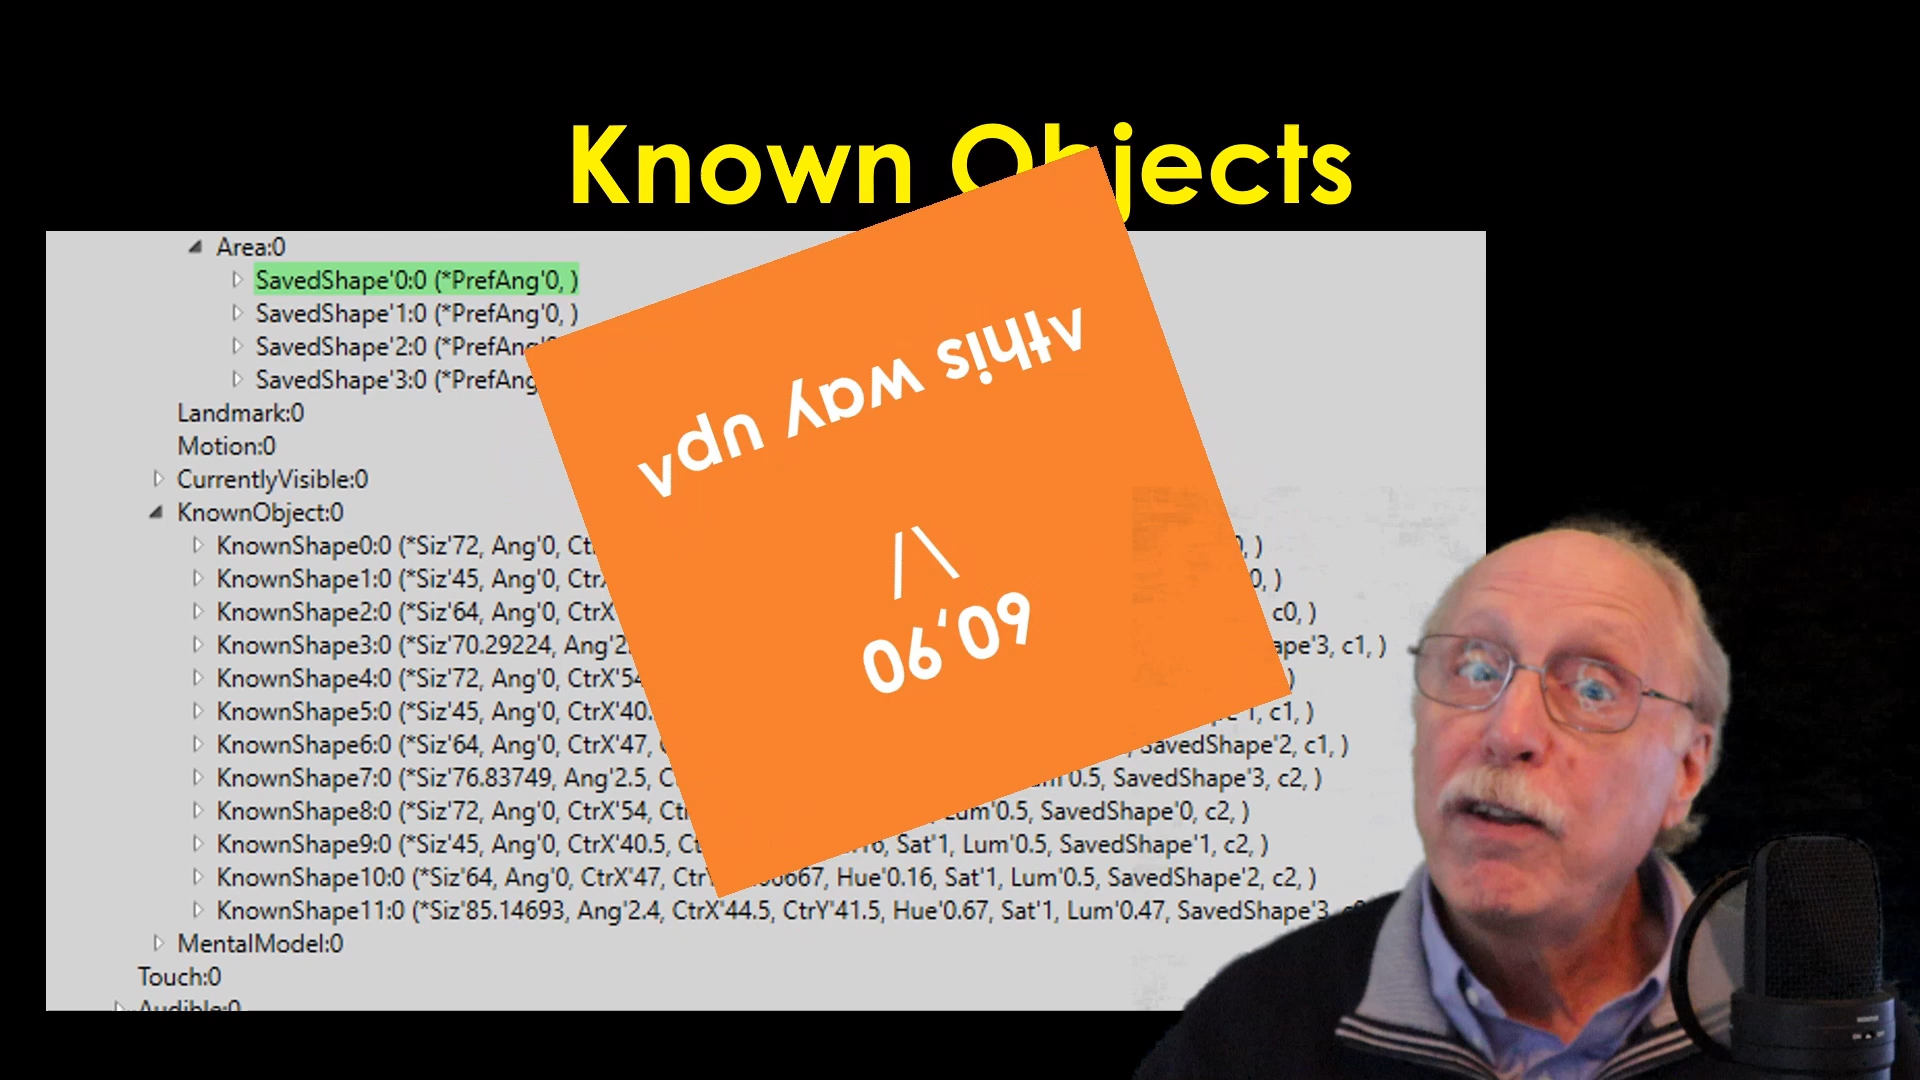 Known Objects
Area:0
SavedShape'0:0 (*PrefAng'0, )
SavedShape'1:0 (*PrefAng'0, )
SavedShape'2:0 (*PrefAng
SavedShape'3:0 (*PrefAng
Landmark:0
Motion:0
CurrentlyVisible:0
KnownObject:0
KnownShape0:0 (*Siz'72, Ang'0, , )
KnownShape1:0 (*Siz'45, Ang'0, 0, )
KnownShape2:0 (*Siz'64, Ang'0, CtrX c0, )
KnownShape3:0 (*Siz'70.29224, Ang'2 ape'3, c1, )
KnownShape4:0 (*Siz'72, Ang'0, CtrX'54 )
KnownShape5:0 (*Siz'45, Ang'0, CtrX'40. c1, )
KnownShape6:0 (*Siz'64, Ang'0, CtrX'47, SavedShape'2, c1, )
KnownShape7:0 (*Siz'76.83749, Ang'2.5, 0.5, SavedShape'3, c2, )
KnownShape8:0 (*Siz'72, Ang'0, CtrX'54, Lum'0.5, SavedShape'0, c2, )
KnownShape9:0 (*Siz'45, Ang'0, CtrX'40.5, Sat'1, Lum'0.5, SavedShape'1, c2, )
KnownShape10:0 (*Siz'64, Ang'0, CtrX'47, Hue'0.16, Sat'1, Lum'0.5, SavedShape'2, c2, )
KnownShape11:0 (*Siz'85.14693, Ang'2.4, CtrX'44.5, CtrY'41.5, Hue'0.67, Sat'1, Lum'0.47, SavedShape'3
MentalModel:0
Touch:0
Audible:0
60,90
\/
^this way up^